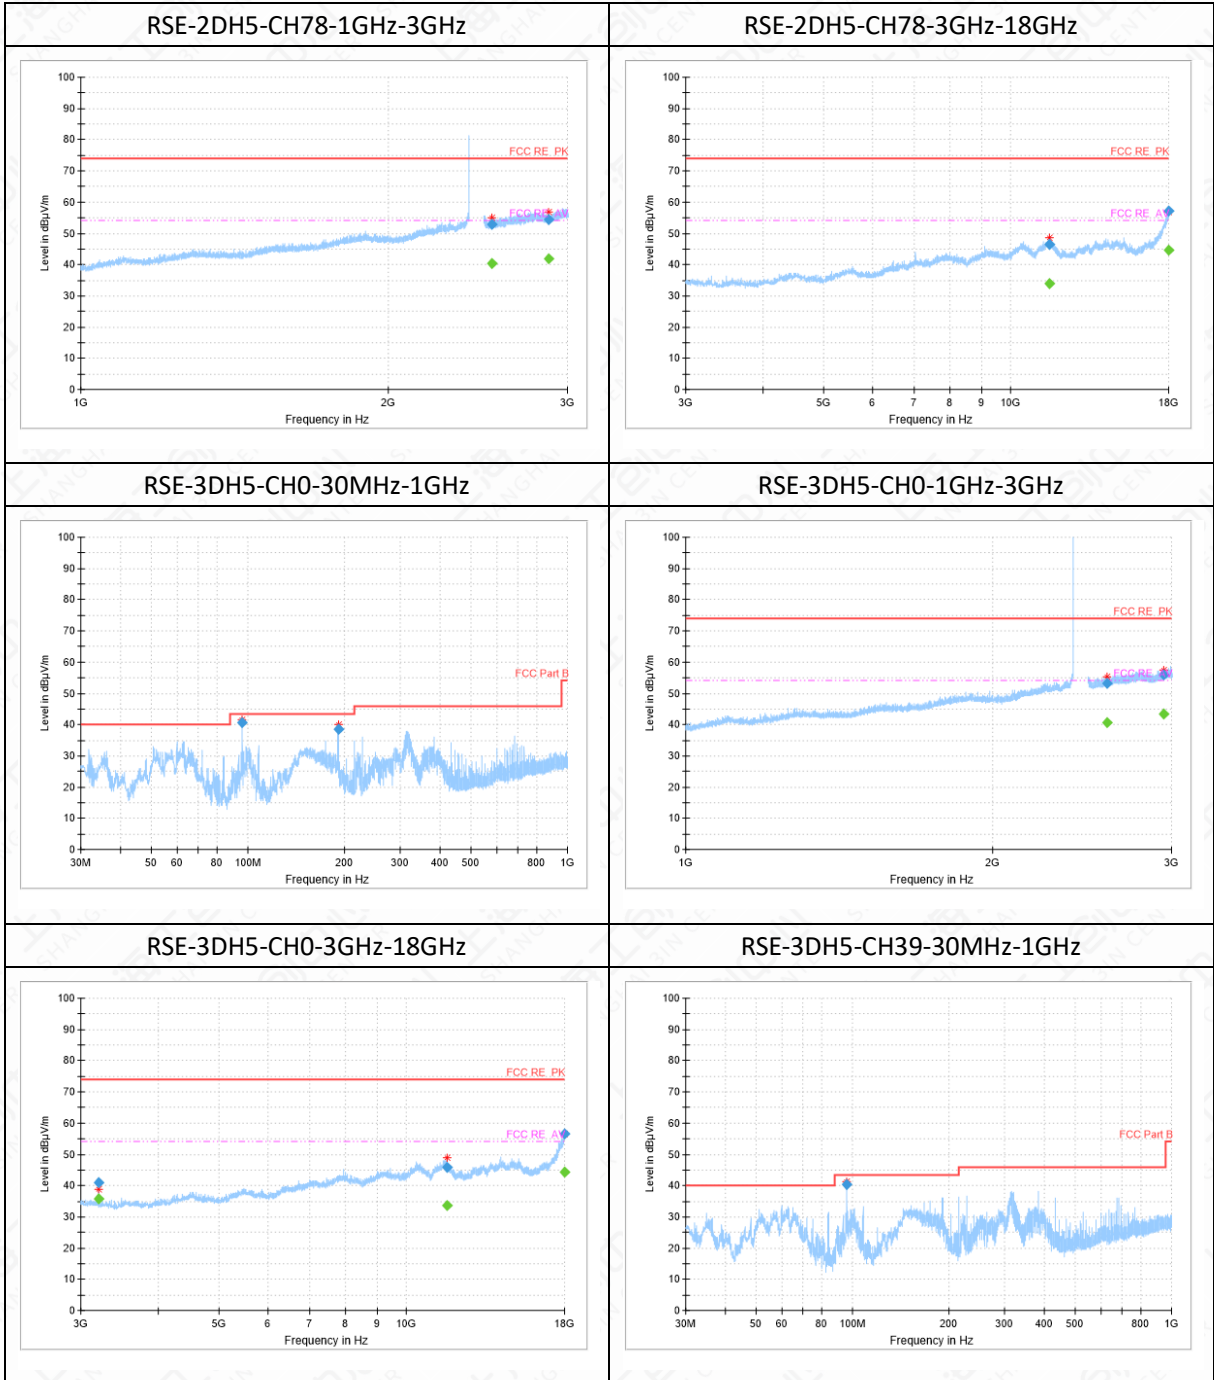 RSE-2DH5-CH78-1GHz-3GHz
100
90
80
70
60
50
40
30
20
10
0
Level in dBµV/m
FCC RE_PK
FCC RE_AV
1G 2G 3G
Frequency in Hz
RSE-2DH5-CH78-3GHz-18GHz
100
90
80
70
60
50
40
30
20
10
0
Level in dBµV/m
FCC RE_PK
FCC RE_AV
3G 5G 6 7 8 9 10G 18G
Frequency in Hz
RSE-3DH5-CH0-30MHz-1GHz
100
90
80
70
60
50
40
30
20
10
0
Level in dBµV/m
FCC Part B
30M 50 60 80 100M 200 300 400 500 800 1G
Frequency in Hz
RSE-3DH5-CH0-1GHz-3GHz
100
90
80
70
60
50
40
30
20
10
0
Level in dBµV/m
FCC RE_PK
FCC RE
1G 2G 3G
Frequency in Hz
RSE-3DH5-CH0-3GHz-18GHz
100
90
80
70
60
50
40
30
20
10
0
Level in dBµV/m
FCC RE_PK
FCC RE_AV
3G 5G 6 7 8 9 10G 18G
Frequency in Hz
RSE-3DH5-CH39-30MHz-1GHz
100
90
80
70
60
50
40
30
20
10
0
Level in dBµV/m
FCC Part B
30M 50 60 80 100M 200 300 400 500 800 1G
Frequency in Hz